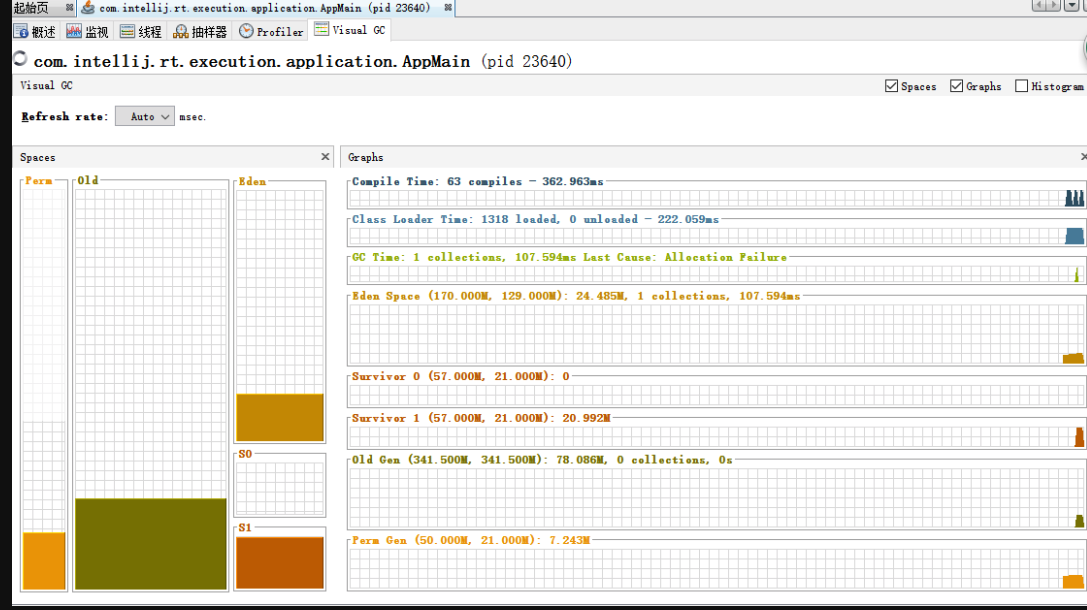 起始页 com.intellij.rt.execution.application.AppMain (pid 23640)
概述 监视 线程 抽样器 Profiler Visual GC
com.intellij.rt.execution.application.AppMain (pid 23640)
Visual GC Spaces Graphs Histogram
Refresh rate: Auto msec.
Spaces
Perm Old Eden
S0
S1
Graphs
Compile Time: 63 compiles - 362.963ms
Class Loader Time: 1318 loaded, 0 unloaded - 222.059ms
GC Time: 1 collections, 107.594ms Last Cause: Allocation Failure
Eden Space (170.000M, 129.000M): 24.485M, 1 collections, 107.594ms
Survivor 0 (57.000M, 21.000M): 0
Survivor 1 (57.000M, 21.000M): 20.992M
Old Gen (341.500M, 341.500M): 78.086M, 0 collections, 0s
Perm Gen (50.000M, 21.000M): 7.243M